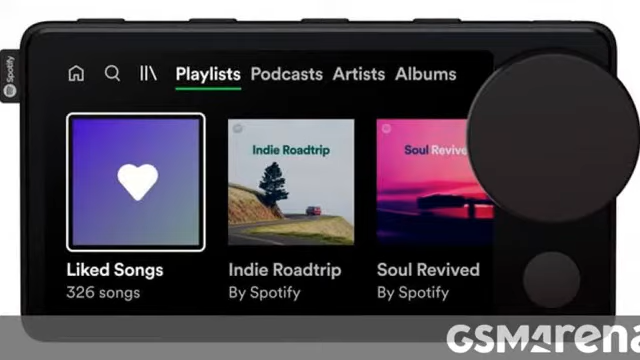 Spotify
Playlists Podcasts Artists Albums
Indie Roadtrip
Soul Revive
Liked Songs
326 songs
Indie Roadtrip
By Spotify
Soul Revived
By Spotify
GSMarena